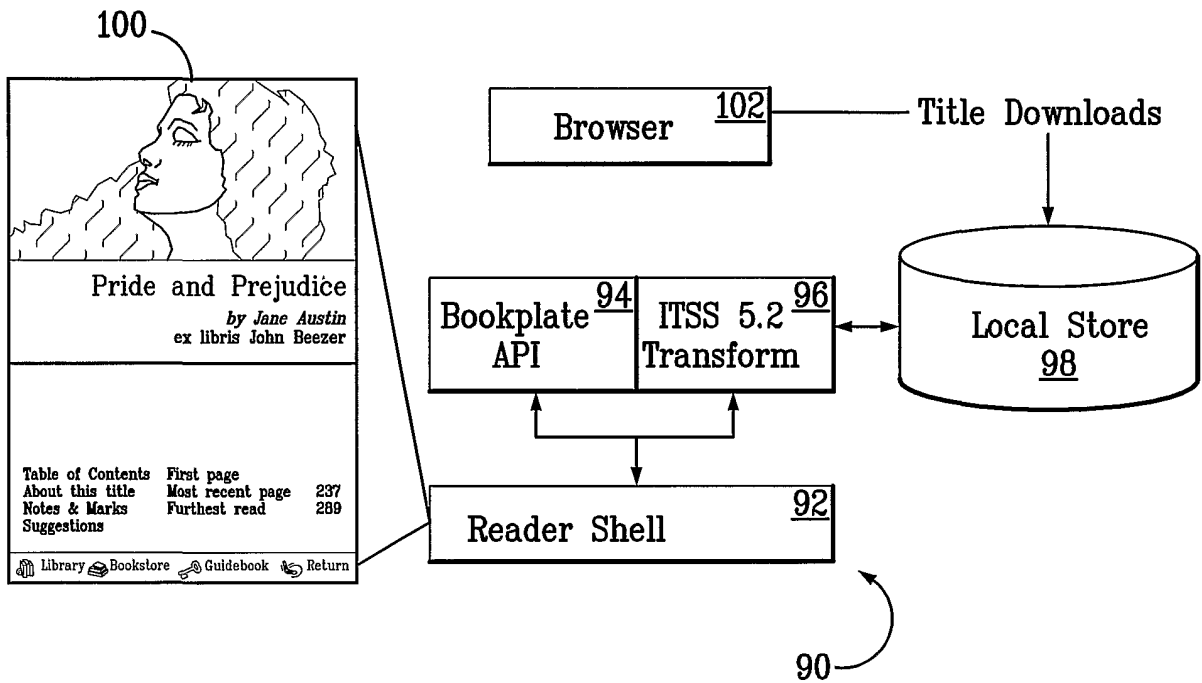 100
Pride and Prejudice
by Jane Austin
ex libris John Beezer
Table of Contents First page
About this title Most recent page 237
Notes & Marks Furthest read 289
Suggestions
Library Bookstore Guidebook Return
Browser 102
Title Downloads
Bookplate 94
API
ITSS 5.2 96
Transform
Local Store
98
Reader Shell 92
90